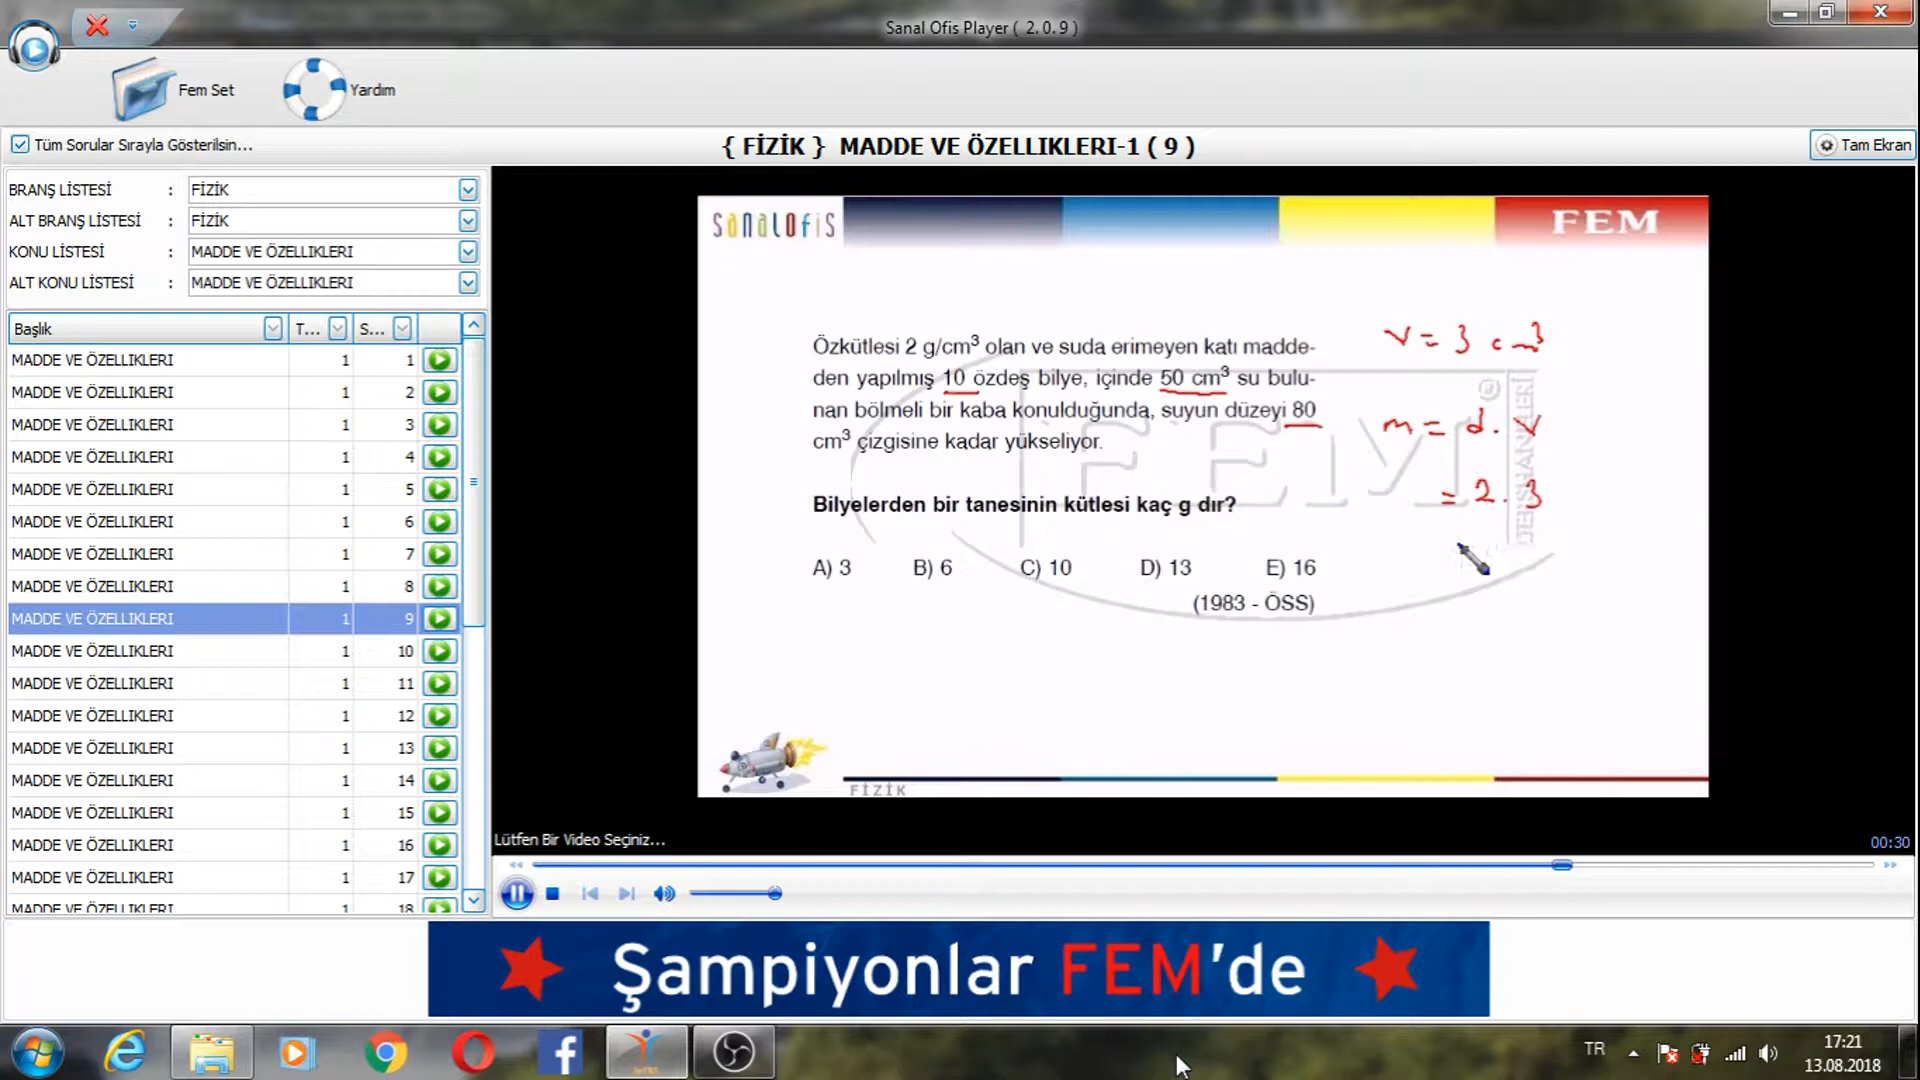 Sanal Ofis Player ( 2.0.9 )
Fem Set
Yardım
Tüm Sorular Sırayla Gösterilsin...
{ FİZİK } MADDE VE ÖZELLIKLERI-1 ( 9 )
Tam Ekran
BRANŞ LİSTESİ : FİZİK
ALT BRANŞ LİSTESİ : FİZİK
KONU LİSTESİ : MADDE VE ÖZELLIKLERI
ALT KONU LİSTESİ : MADDE VE ÖZELLIKLERI
Başlık T... S...
MADDE VE ÖZELLIKLERI 1 1
MADDE VE ÖZELLIKLERI 1 2
MADDE VE ÖZELLIKLERI 1 3
MADDE VE ÖZELLIKLERI 1 4
MADDE VE ÖZELLIKLERI 1 5
MADDE VE ÖZELLIKLERI 1 6
MADDE VE ÖZELLIKLERI 1 7
MADDE VE ÖZELLIKLERI 1 8
MADDE VE ÖZELLIKLERI 1 9
MADDE VE ÖZELLIKLERI 1 10
MADDE VE ÖZELLIKLERI 1 11
MADDE VE ÖZELLIKLERI 1 12
MADDE VE ÖZELLIKLERI 1 13
MADDE VE ÖZELLIKLERI 1 14
MADDE VE ÖZELLIKLERI 1 15
MADDE VE ÖZELLIKLERI 1 16
MADDE VE ÖZELLIKLERI 1 17
MADDE VE ÖZELLIKLERI 1 18
sanalofis
FEM
Özkütlesi 2 g/cm³ olan ve suda erimeyen katı madde-
den yapılmış 10 özdeş bilye, içinde 50 cm³ su bulu-
nan bölmeli bir kaba konulduğunda, suyun düzeyi 80
cm³ çizgisine kadar yükseliyor.
Bilyelerden bir tanesinin kütlesi kaç g dır?
A) 3 B) 6 C) 10 D) 13 E) 16
(1983 - ÖSS)
V = 3 cm³
m = d . V
= 2 . 3
FEM
DERSHANELERİ
®
FİZİK
Lütfen Bir Video Seçiniz...
00:30
Şampiyonlar FEM'de
TR
17:21
13.08.2018